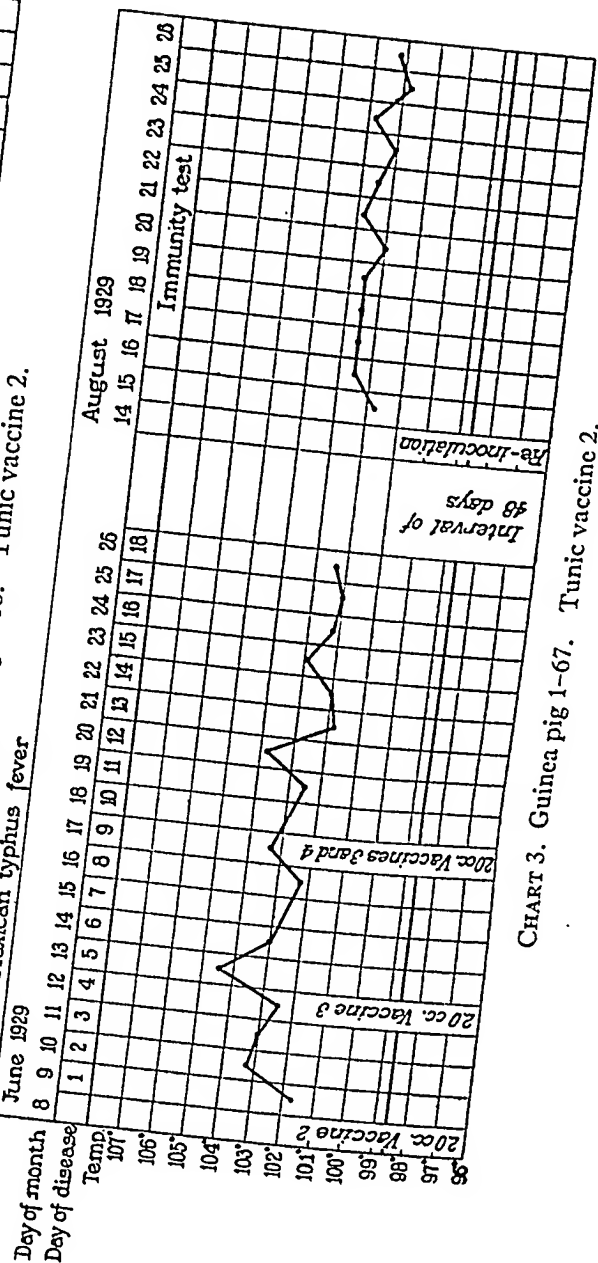 Tunic vaccine 2.
typhus fever
June 1929
August 1929
Day of month 8 9 10 11 12 13 14 15 16 17 18 19 20 21 22 23 24 25 26 14 15 16 17 18 19 20 21 22 23 24 25 26
Day of disease 1 2 3 4 5 6 7 8 9 10 11 12 13 14 15 16 17 18
Immunity test
Temp.
107°
106°
105°
104°
103°
102°
101°
100°
99°
98°
97°
96°
20cc. Vaccine 2
20 cc. Vaccine 3
20cc. Vaccines 3 and 4
Interval of
48 days
Re-inoculation
CHART 3. Guinea pig 1-67. Tunic vaccine 2.